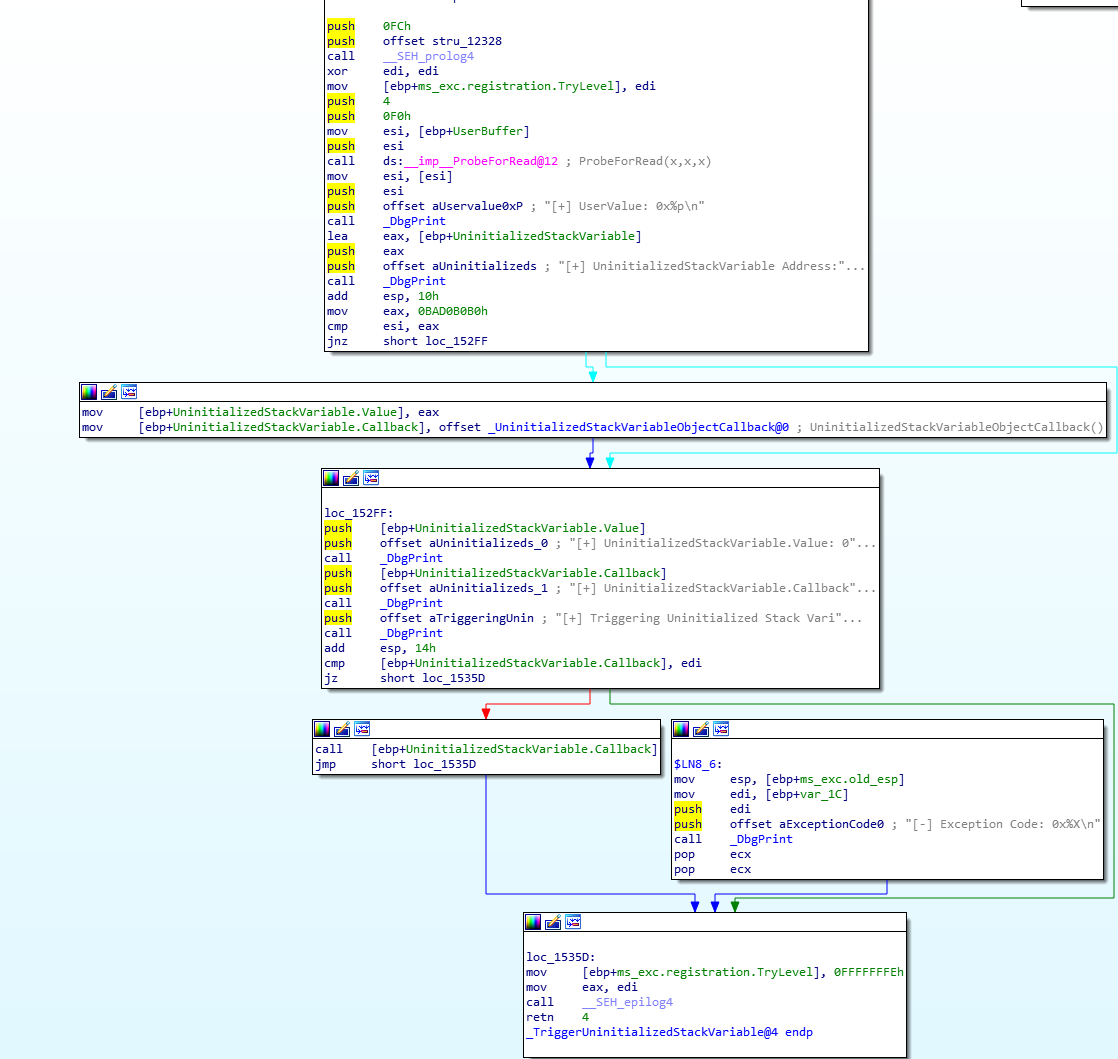 push 0FCh
push offset stru_12328
call __SEH_prolog4
xor edi, edi
mov [ebp+ms_exc.registration.TryLevel], edi
push 4
push 0F0h
mov esi, [ebp+UserBuffer]
push esi
call ds:__imp__ProbeForRead@12 ; ProbeForRead(x,x,x)
mov esi, [esi]
push esi
push offset aUservalue0xP ; "[+] UserValue: 0x%p\n"
call _DbgPrint
lea eax, [ebp+UninitializedStackVariable]
push eax
push offset aUninitializeds ; "[+] UninitializedStackVariable Address:"...
call _DbgPrint
add esp, 10h
mov eax, 0BAD0B0B0h
cmp esi, eax
jnz short loc_152FF
mov [ebp+UninitializedStackVariable.Value], eax
mov [ebp+UninitializedStackVariable.Callback], offset _UninitializedStackVariableObjectCallback@0 ; UninitializedStackVariableObjectCallback()
loc_152FF:
push [ebp+UninitializedStackVariable.Value]
push offset aUninitializeds_0 ; "[+] UninitializedStackVariable.Value: 0"...
call _DbgPrint
push [ebp+UninitializedStackVariable.Callback]
push offset aUninitializeds_1 ; "[+] UninitializedStackVariable.Callback"...
call _DbgPrint
push offset aTriggeringUnin ; "[+] Triggering Uninitialized Stack Vari"...
call _DbgPrint
add esp, 14h
cmp [ebp+UninitializedStackVariable.Callback], edi
jz short loc_1535D
call [ebp+UninitializedStackVariable.Callback]
jmp short loc_1535D
$LN8_6:
mov esp, [ebp+ms_exc.old_esp]
mov edi, [ebp+var_1C]
push edi
push offset aExceptionCode0 ; "[-] Exception Code: 0x%X\n"
call _DbgPrint
pop ecx
pop ecx
loc_1535D:
mov [ebp+ms_exc.registration.TryLevel], 0FFFFFFFEh
mov eax, edi
call __SEH_epilog4
retn 4
_TriggerUninitializedStackVariable@4 endp